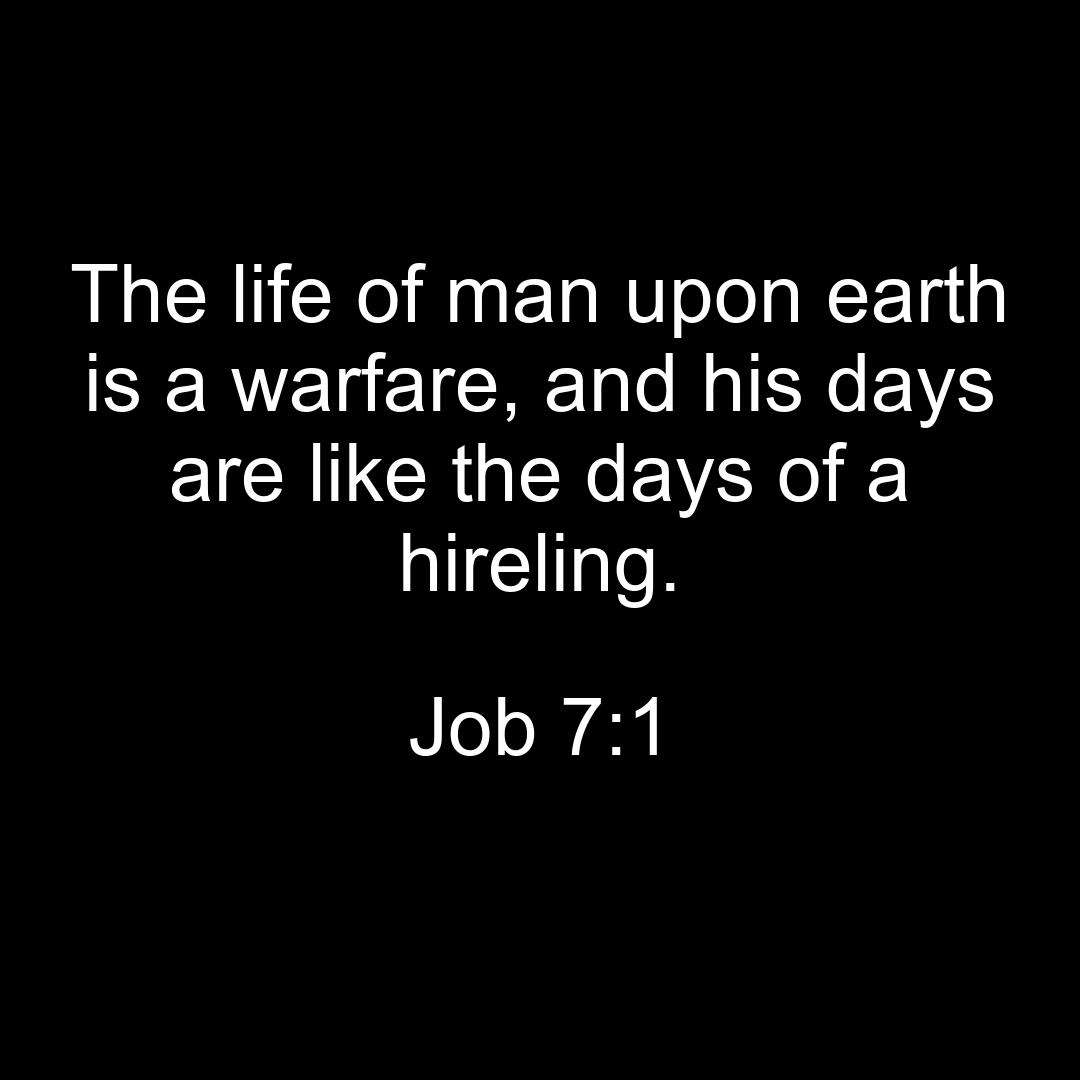 The life of man upon earth
is a warfare, and his days
are like the days of a
hireling.
Job 7:1